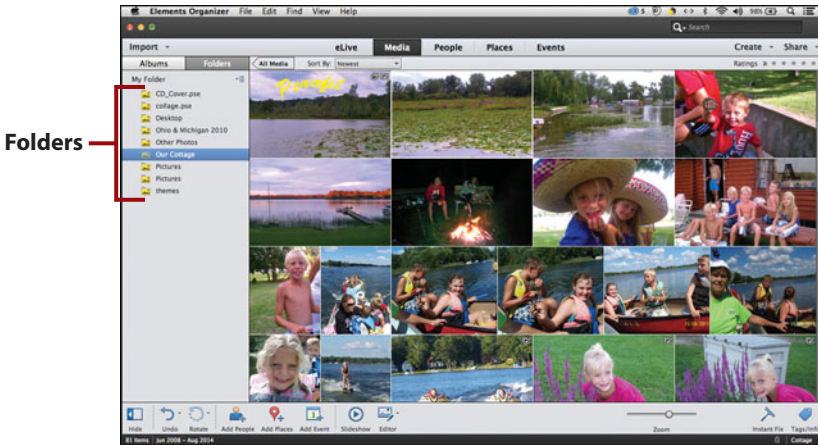 Elements Organizer File Edit Find View Help 5 98%
Search
Import eLive Media People Places Events Create Share
Albums Folders All Media Sort By: Newest Ratings ≥
My Folder
CD_Cover.pse
collage.pse
Desktop
Ohio & Michigan 2010
Folders
Other Photos
Our Cottage
Pictures
Pictures
themes
Hide Undo Rotate Add People Add Places Add Event Slideshow Editor Zoom Instant Fix Tags/Info
81 Items Jun 2008 – Aug 2014 Cottage